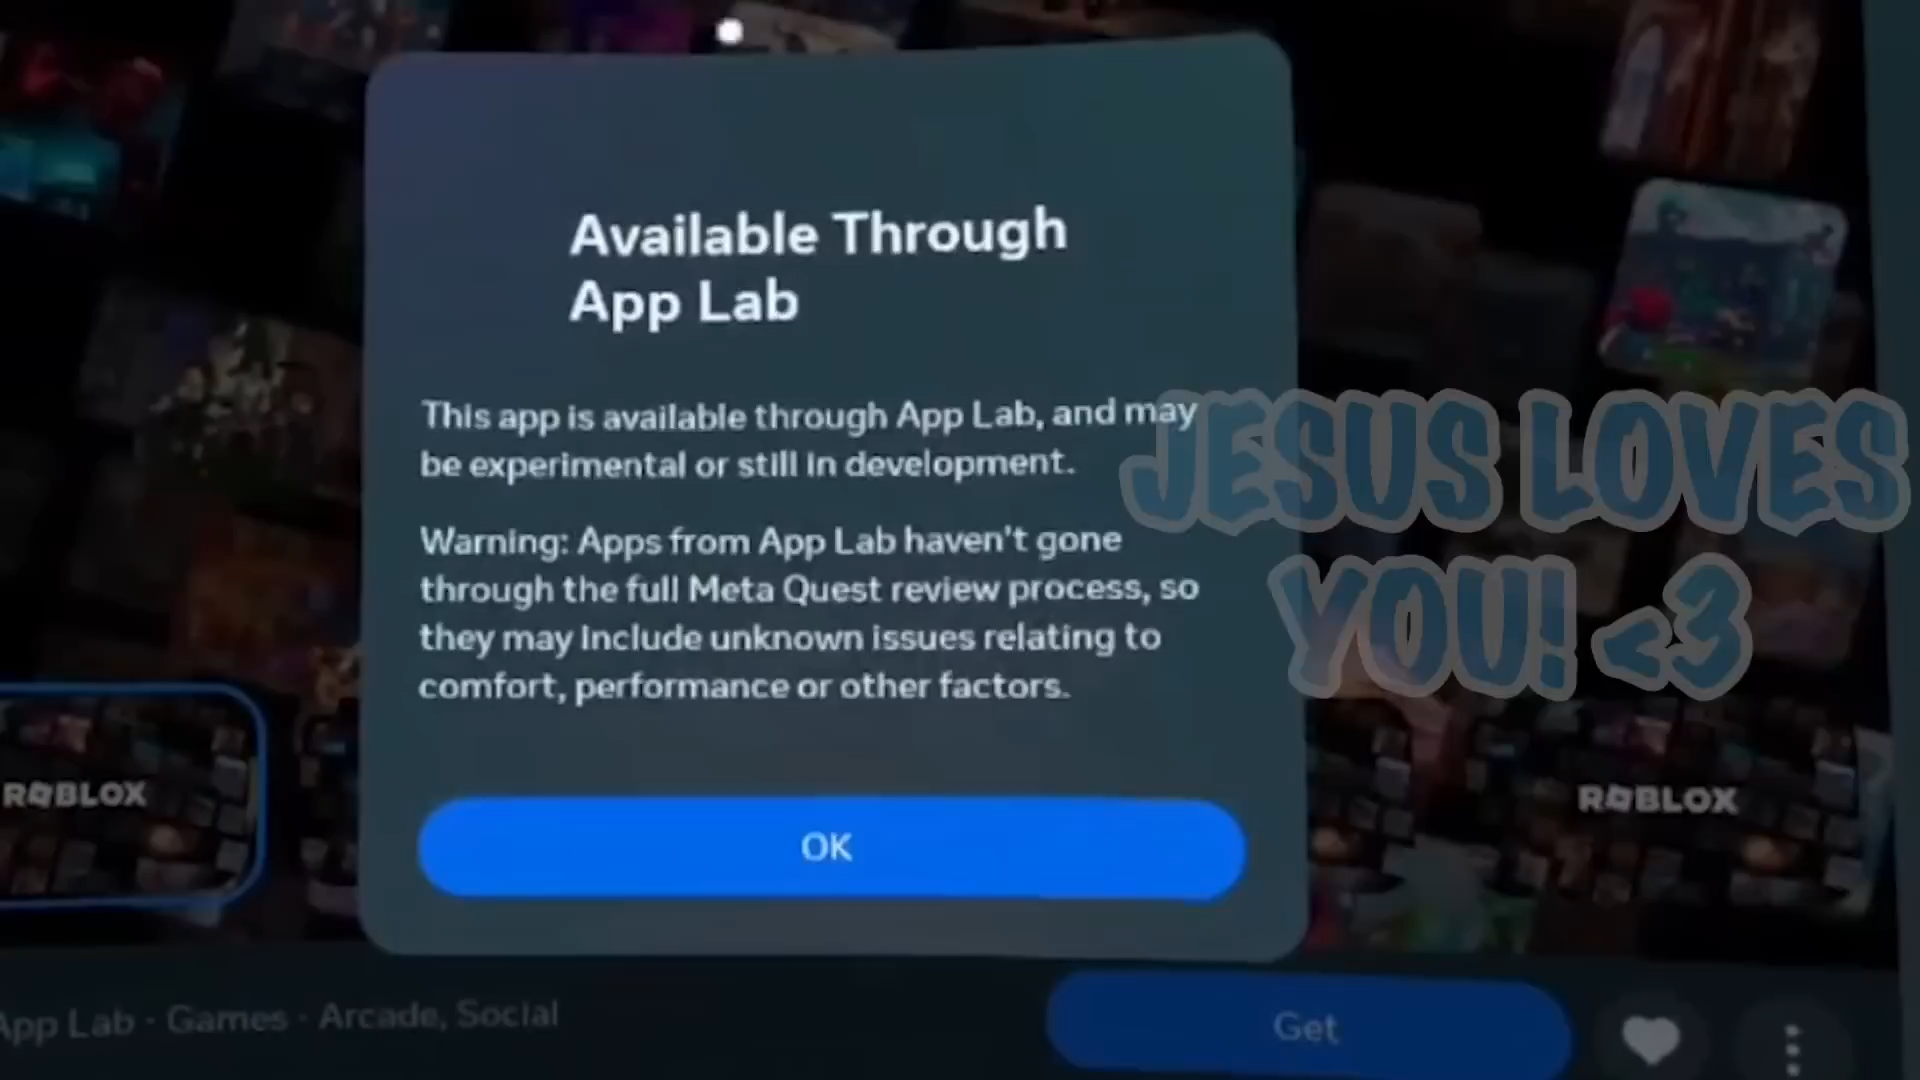 Available Through
App Lab
This app is available through App Lab, and may
be experimental or still in development.
Warning: Apps from App Lab haven't gone
through the full Meta Quest review process, so
they may include unknown issues relating to
comfort, performance or other factors.
OK
JESUS LOVES
YOU! <3
ROBLOX
ROBLOX
App Lab · Games · Arcade, Social
Get